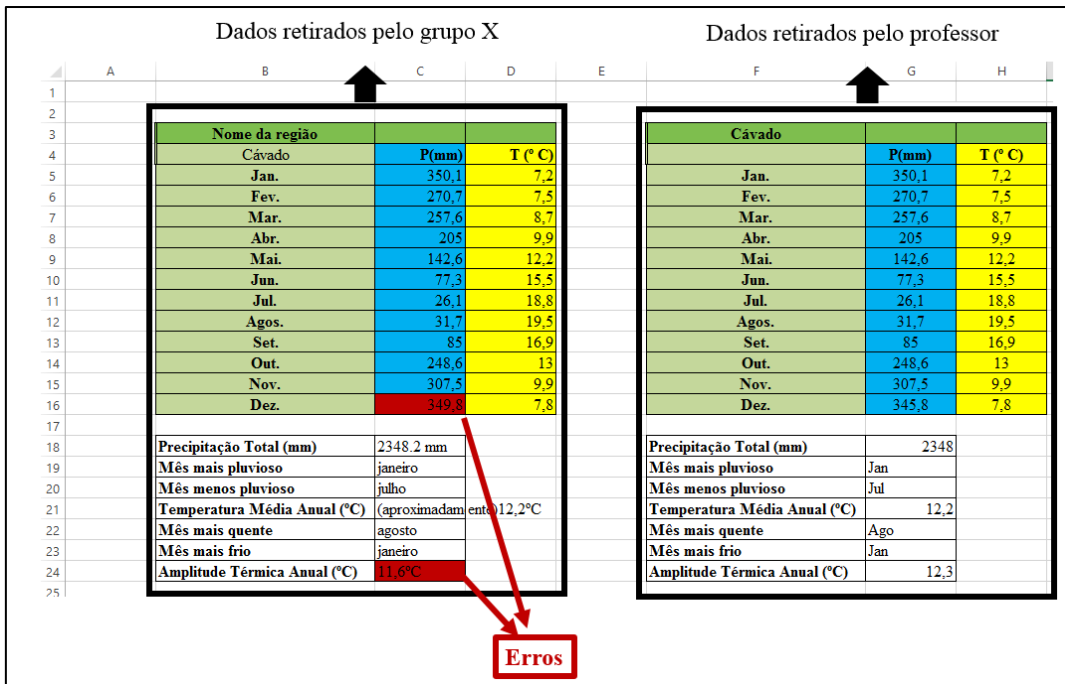 Dados retirados pelo grupo X
Dados retirados pelo professor
A B C D E F G H
1
2
3 Nome da região Cávado
4 Cávado P(mm) T (º C) P(mm) T (º C)
5 Jan. 350,1 7,2 Jan. 350,1 7,2
6 Fev. 270,7 7,5 Fev. 270,7 7,5
7 Mar. 257,6 8,7 Mar. 257,6 8,7
8 Abr. 205 9,9 Abr. 205 9,9
9 Mai. 142,6 12,2 Mai. 142,6 12,2
10 Jun. 77,3 15,5 Jun. 77,3 15,5
11 Jul. 26,1 18,8 Jul. 26,1 18,8
12 Agos. 31,7 19,5 Agos. 31,7 19,5
13 Set. 85 16,9 Set. 85 16,9
14 Out. 248,6 13 Out. 248,6 13
15 Nov. 307,5 9,9 Nov. 307,5 9,9
16 Dez. 349,8 7,8 Dez. 345,8 7,8
17
18 Precipitação Total (mm) 2348.2 mm Precipitação Total (mm) 2348
19 Mês mais pluvioso janeiro Mês mais pluvioso Jan
20 Mês menos pluvioso julho Mês menos pluvioso Jul
21 Temperatura Média Anual (ºC) (aproximadamente)12,2ºC Temperatura Média Anual (ºC) 12,2
22 Mês mais quente agosto Mês mais quente Ago
23 Mês mais frio janeiro Mês mais frio Jan
24 Amplitude Térmica Anual (ºC) 11,6ºC Amplitude Térmica Anual (ºC) 12,3
25
Erros